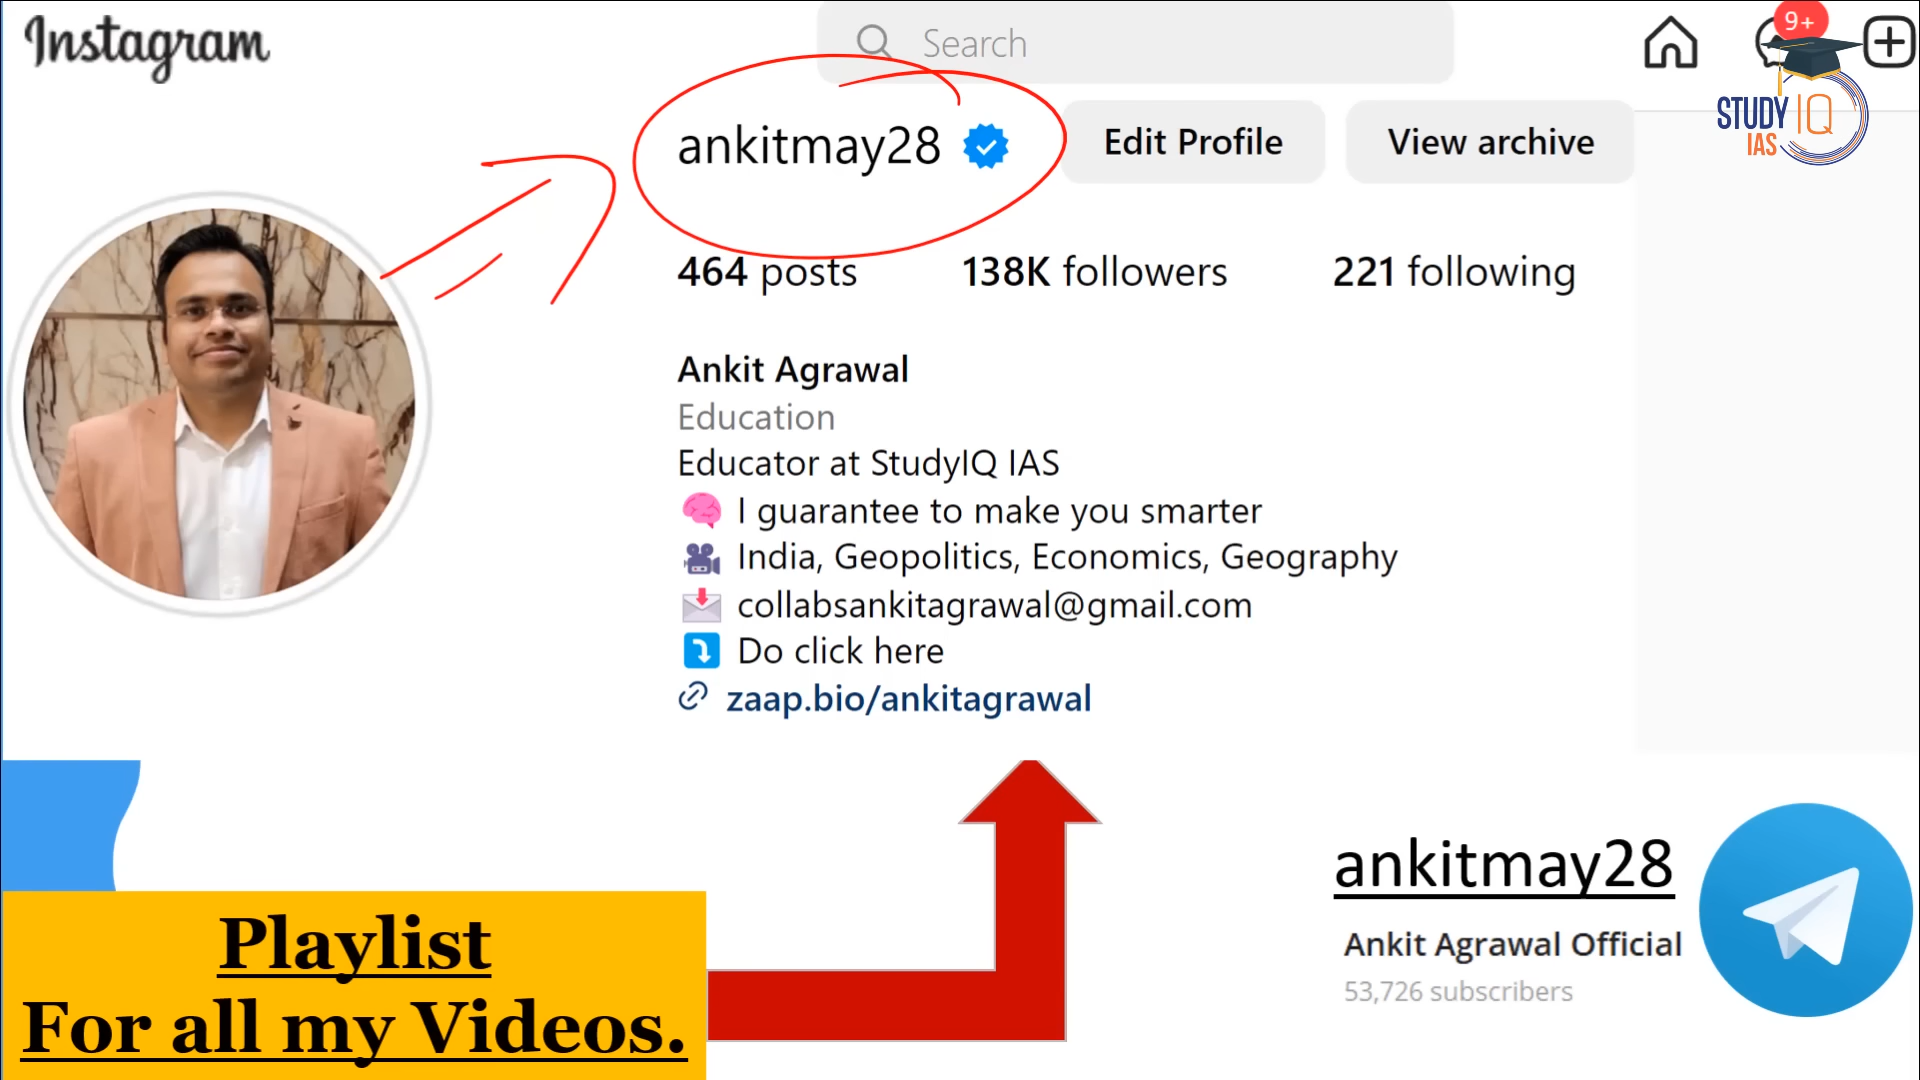 Instagram
Search
9+
STUDY IQ
IAS
ankitmay28
Edit Profile
View archive
464 posts
138K followers
221 following
Ankit Agrawal
Education
Educator at StudyIQ IAS
I guarantee to make you smarter
India, Geopolitics, Economics, Geography
collabsankitagrawal@gmail.com
Do click here
zaap.bio/ankitagrawal
Playlist
For all my Videos.
ankitmay28
Ankit Agrawal Official
53,726 subscribers